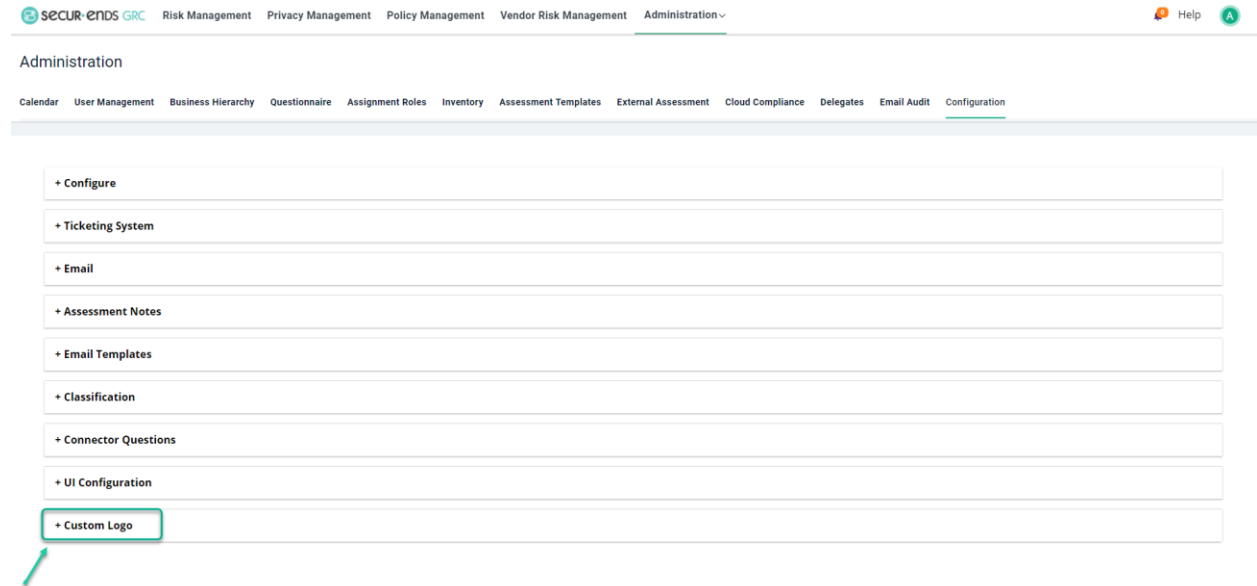 SECUR-ENDS GRC Risk Management Privacy Management Policy Management Vendor Risk Management Administration 0 Help A
Administration
Calendar User Management Business Hierarchy Questionnaire Assignment Roles Inventory Assessment Templates External Assessment Cloud Compliance Delegates Email Audit Configuration
+ Configure
+ Ticketing System
+ Email
+ Assessment Notes
+ Email Templates
+ Classification
+ Connector Questions
+ UI Configuration
+ Custom Logo